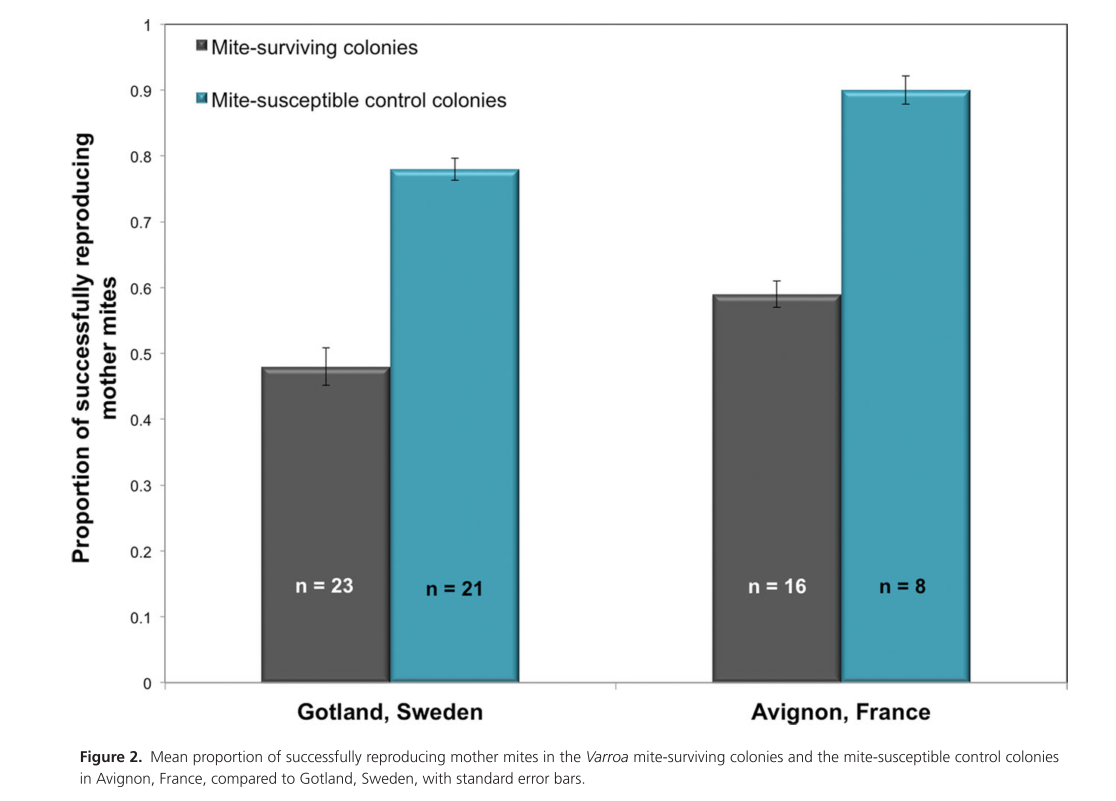 1
0.9
0.8
0.7
0.6
0.5
0.4
0.3
0.2
0.1
0
Proportion of successfully reproducing
mother mites
Mite-surviving colonies
Mite-susceptible control colonies
n = 23
n = 21
n = 16
n = 8
Gotland, Sweden
Avignon, France
Figure 2. Mean proportion of successfully reproducing mother mites in the Varroa mite-surviving colonies and the mite-susceptible control colonies
in Avignon, France, compared to Gotland, Sweden, with standard error bars.